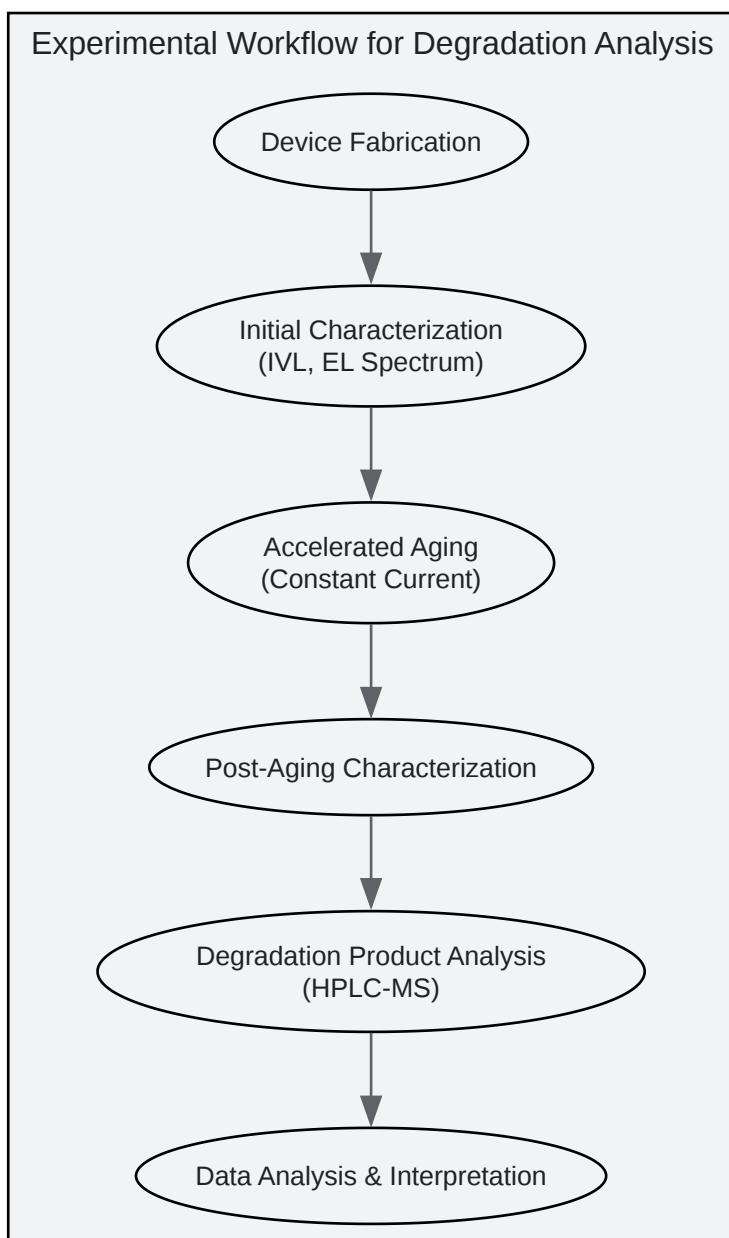 Experimental Workflow for Degradation Analysis
Device Fabrication
Initial Characterization
(IVL, EL Spectrum)
Accelerated Aging
(Constant Current)
Post-Aging Characterization
Degradation Product Analysis
(HPLC-MS)
Data Analysis & Interpretation